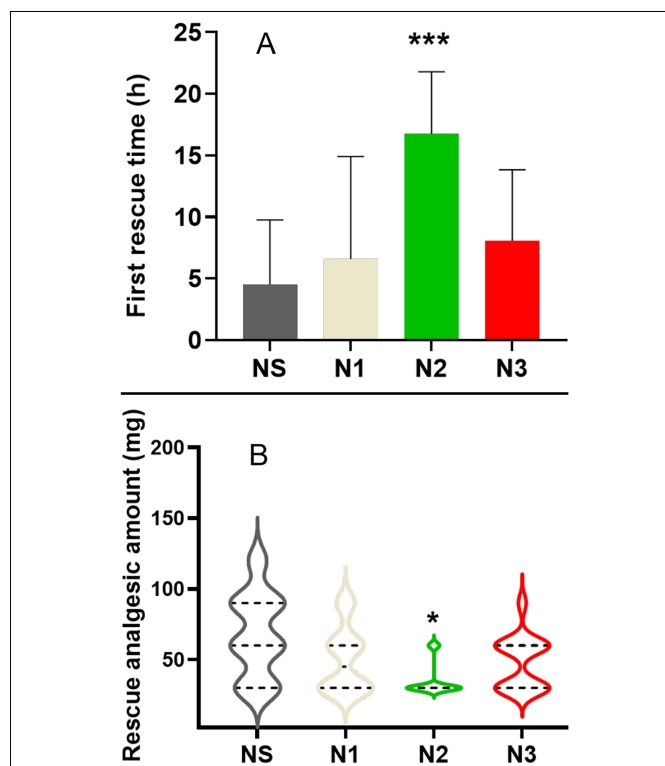 A
***
First rescue time (h)
25
20
15
10
5
0
NS N1 N2 N3
B
*
Rescue analgesic amount (mg)
200
150
100
50
NS N1 N2 N3